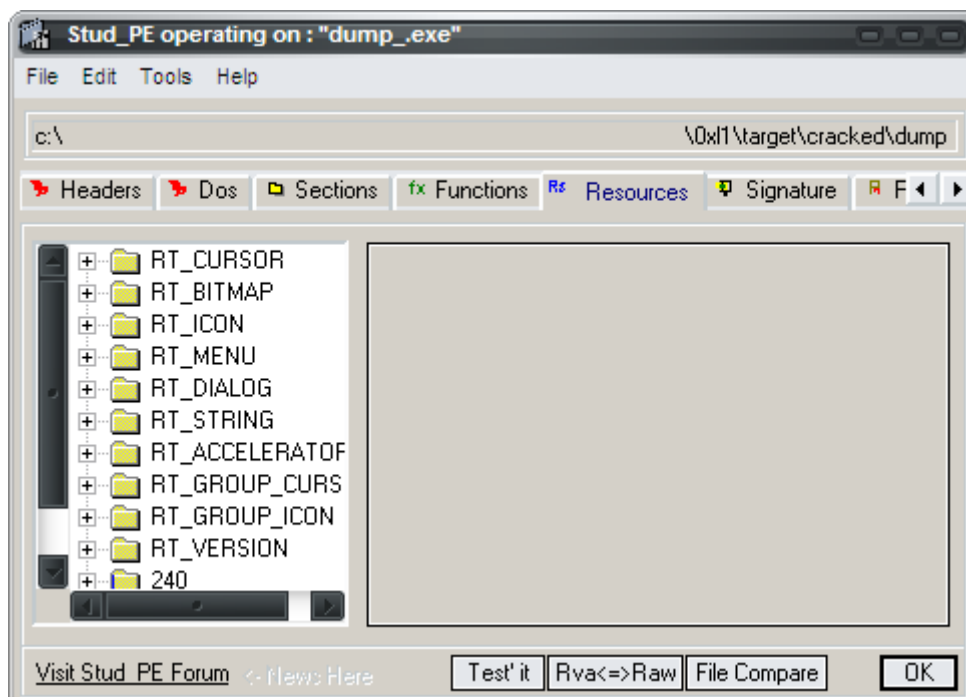 Stud_PE operating on : "dump_.exe"
File Edit Tools Help
c:\ \0xl1\target\cracked\dump
Headers Dos Sections fx Functions Rs Resources Signature F
RT_CURSOR
RT_BITMAP
RT_ICON
RT_MENU
RT_DIALOG
RT_STRING
RT_ACCELERATOR
RT_GROUP_CURS
RT_GROUP_ICON
RT_VERSION
240
Visit Stud_PE Forum <- News Here Test' it Rva<=>Raw File Compare OK